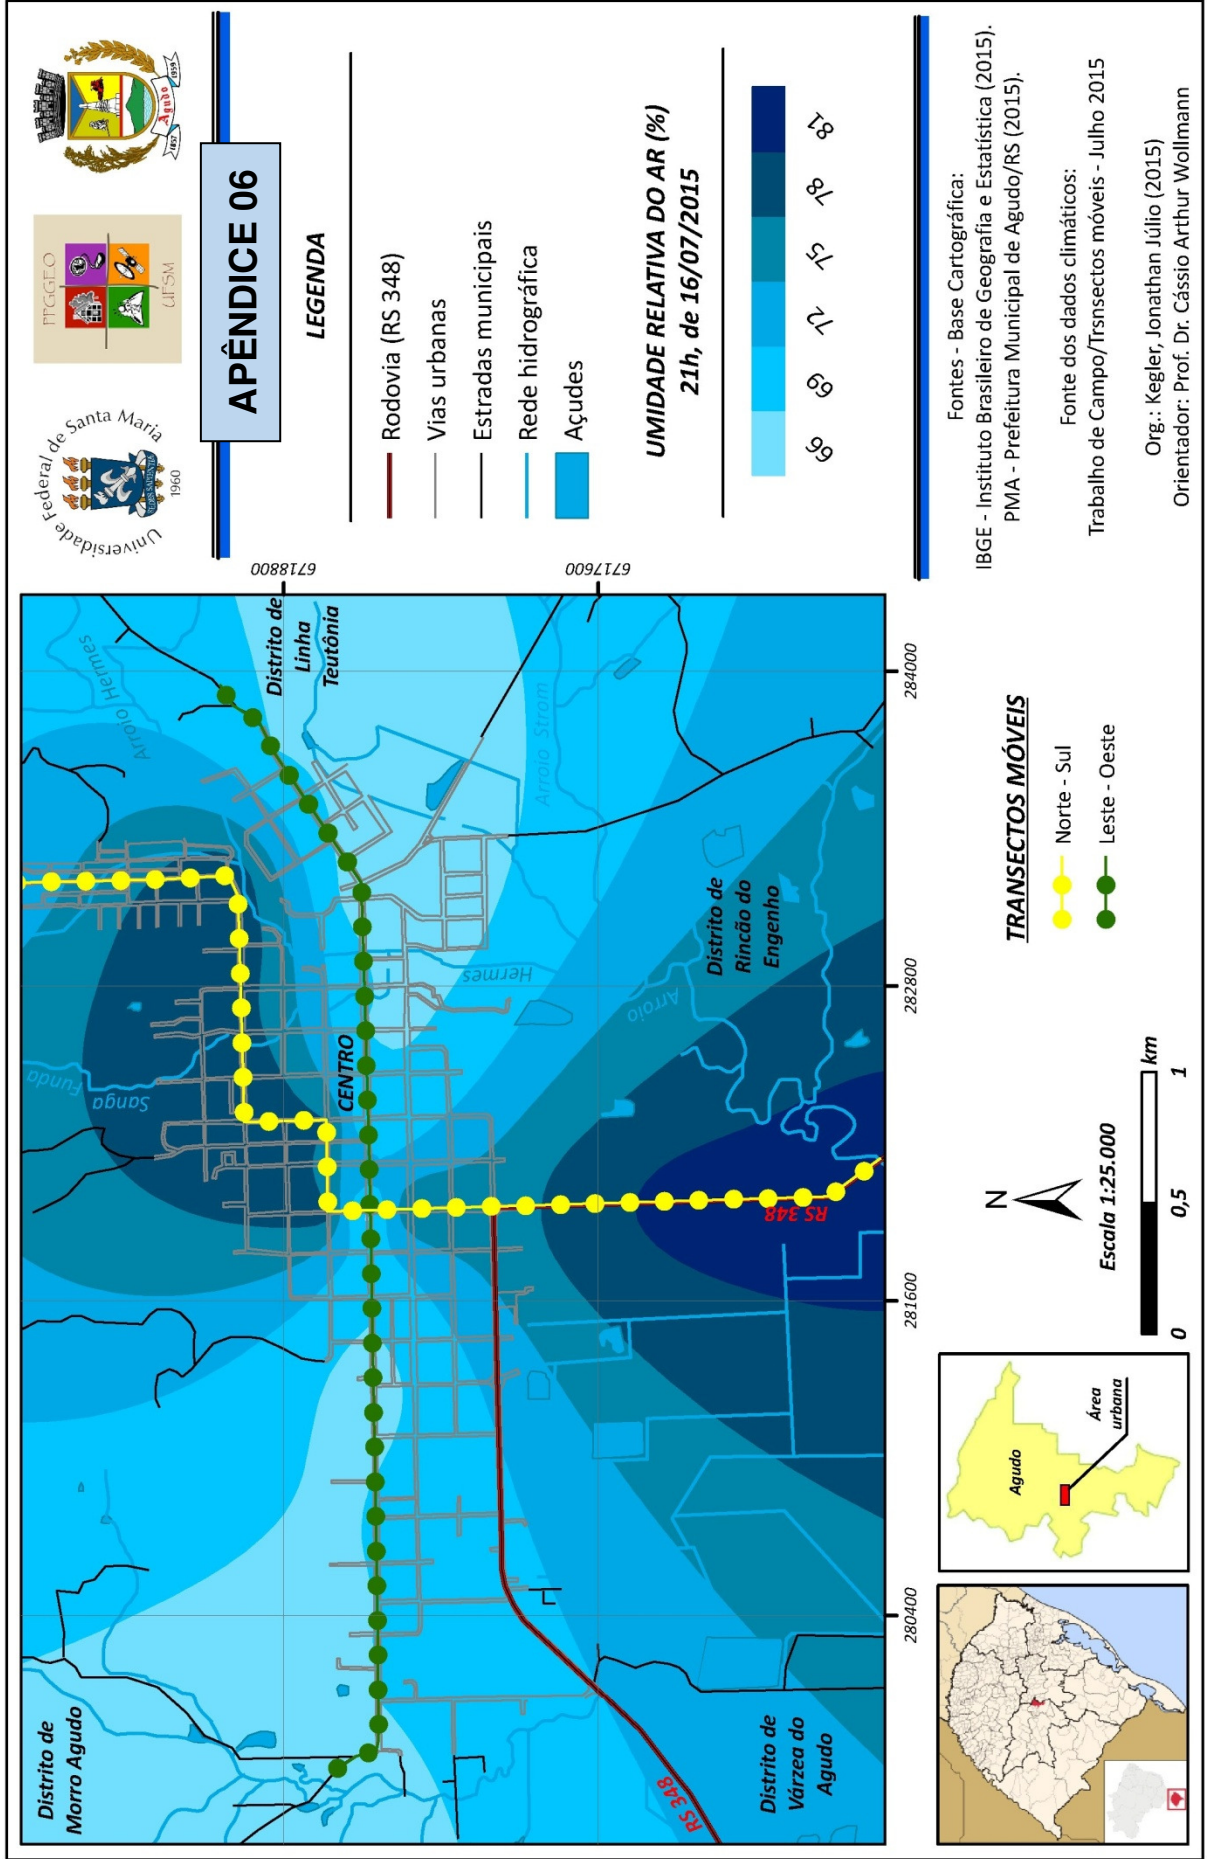 Universidade Federal de Santa Maria
1960
PPGGEO
UFSM
Agudo
1857
1959
APÊNDICE 06
LEGENDA
Rodovia (RS 348)
Vias urbanas
Estradas municipais
Rede hidrográfica
Açudes
UMIDADE RELATIVA DO AR (%)
21h, de 16/07/2015
66
69
72
75
78
81
Fontes - Base Cartográfica:
IBGE - Instituto Brasileiro de Geografia e Estatística (2015).
PMA - Prefeitura Municipal de Agudo/RS (2015).
Fonte dos dados climáticos:
Trabalho de Campo/Trsnsectos móveis - Julho 2015
Org.: Kegler, Jonathan Júlio (2015)
Orientador: Prof. Dr. Cássio Arthur Wollmann
Distrito de
Morro Agudo
Sanga Funda
Arroio Hermes
Distrito de
Linha
Teutônia
CENTRO
Arroio Strom
Hermes
Arroio
Distrito de
Rincão do
Engenho
RS 348
RS 348
Distrito de
Várzea do
Agudo
6718800
6717600
280400
281600
282800
284000
Agudo
Área
urbana
N
Escala 1:25.000
0
0,5
1
km
TRANSECTOS MÓVEIS
Norte - Sul
Leste - Oeste